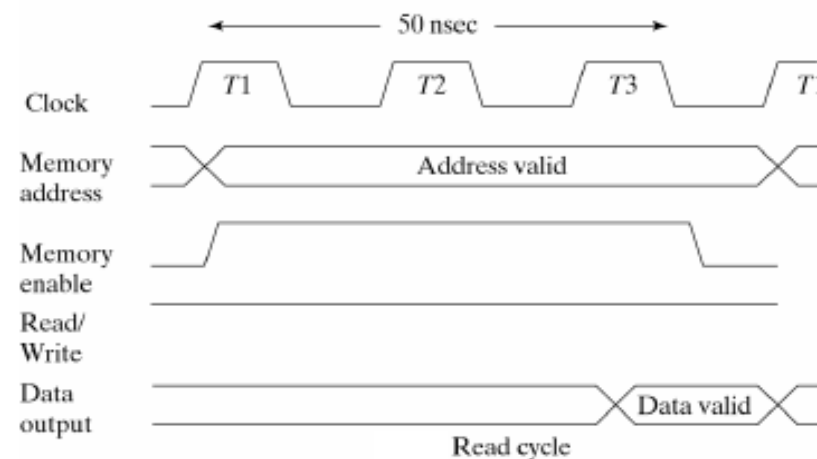 50 nsec
Clock
T1 T2 T3 T1
Memory
address
Address valid
Memory
enable
Read/
Write
Data
output
Data valid
Read cycle